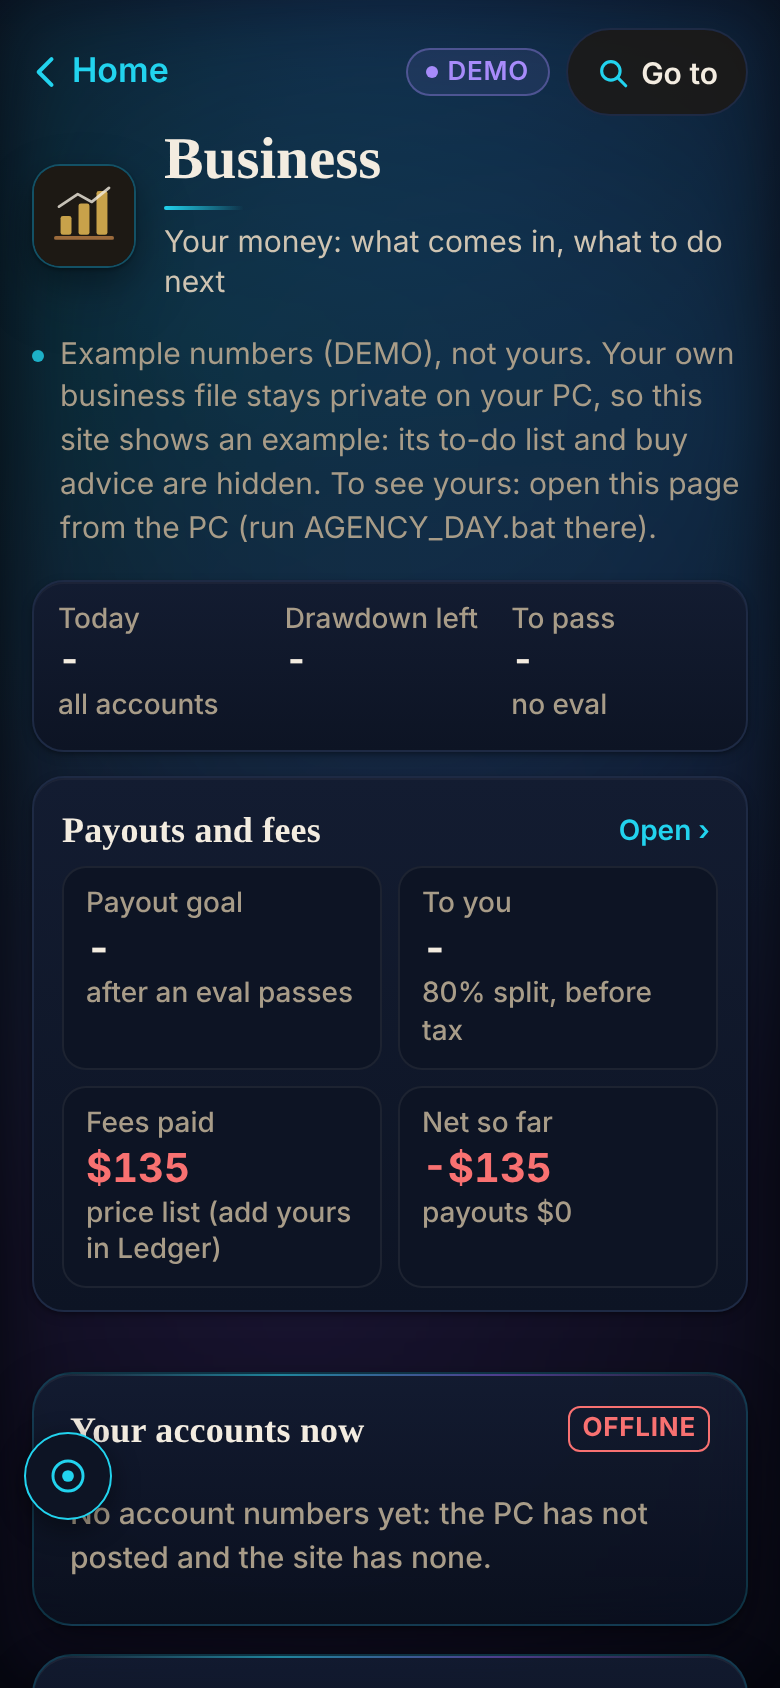 Home
DEMO
Go to
Business
Your money: what comes in, what to do
next
Example numbers (DEMO), not yours. Your own
business file stays private on your PC, so this
site shows an example: its to-do list and buy
advice are hidden. To see yours: open this page
from the PC (run AGENCY_DAY.bat there).
Today
-
all accounts
Drawdown left
-
To pass
-
no eval
Payouts and fees
Open ›
Payout goal
-
after an eval passes
To you
-
80% split, before
tax
Fees paid
$135
price list (add yours
in Ledger)
Net so far
-$135
payouts $0
Your accounts now
OFFLINE
No account numbers yet: the PC has not
posted and the site has none.